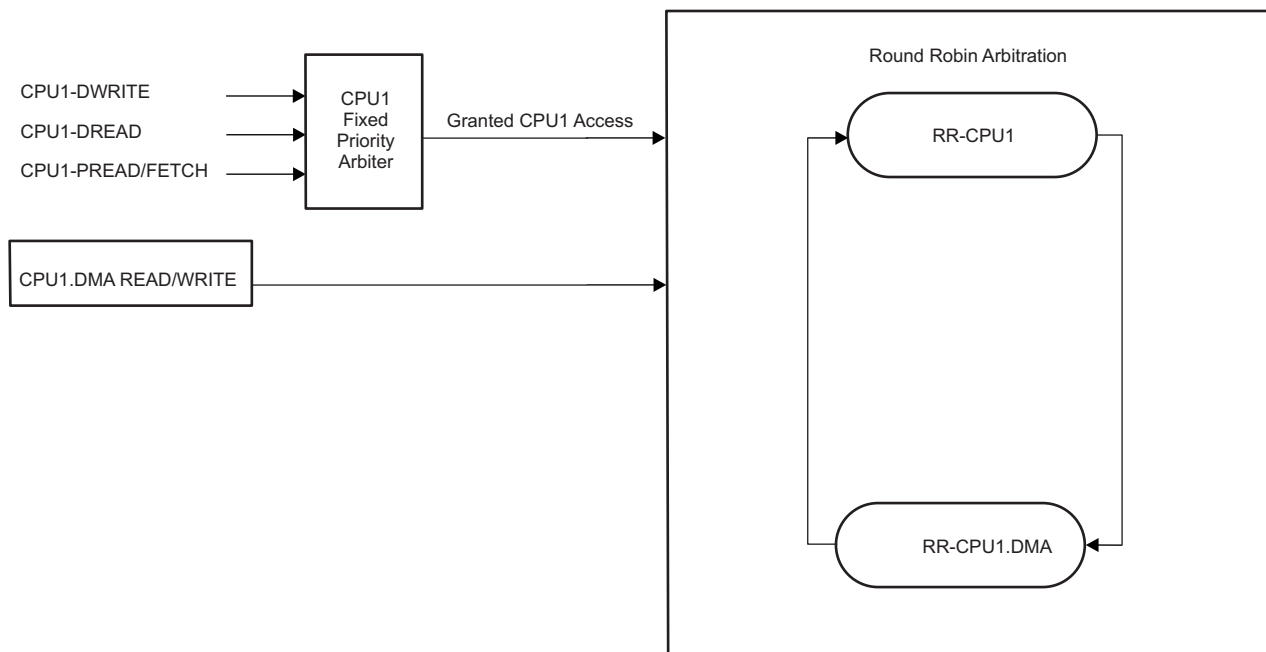 Round Robin Arbitration
CPU1-DWRITE
CPU1-DREAD
CPU1-PREAD/FETCH
CPU1
Fixed
Priority
Arbiter
Granted CPU1 Access
RR-CPU1
CPU1.DMA READ/WRITE
RR-CPU1.DMA